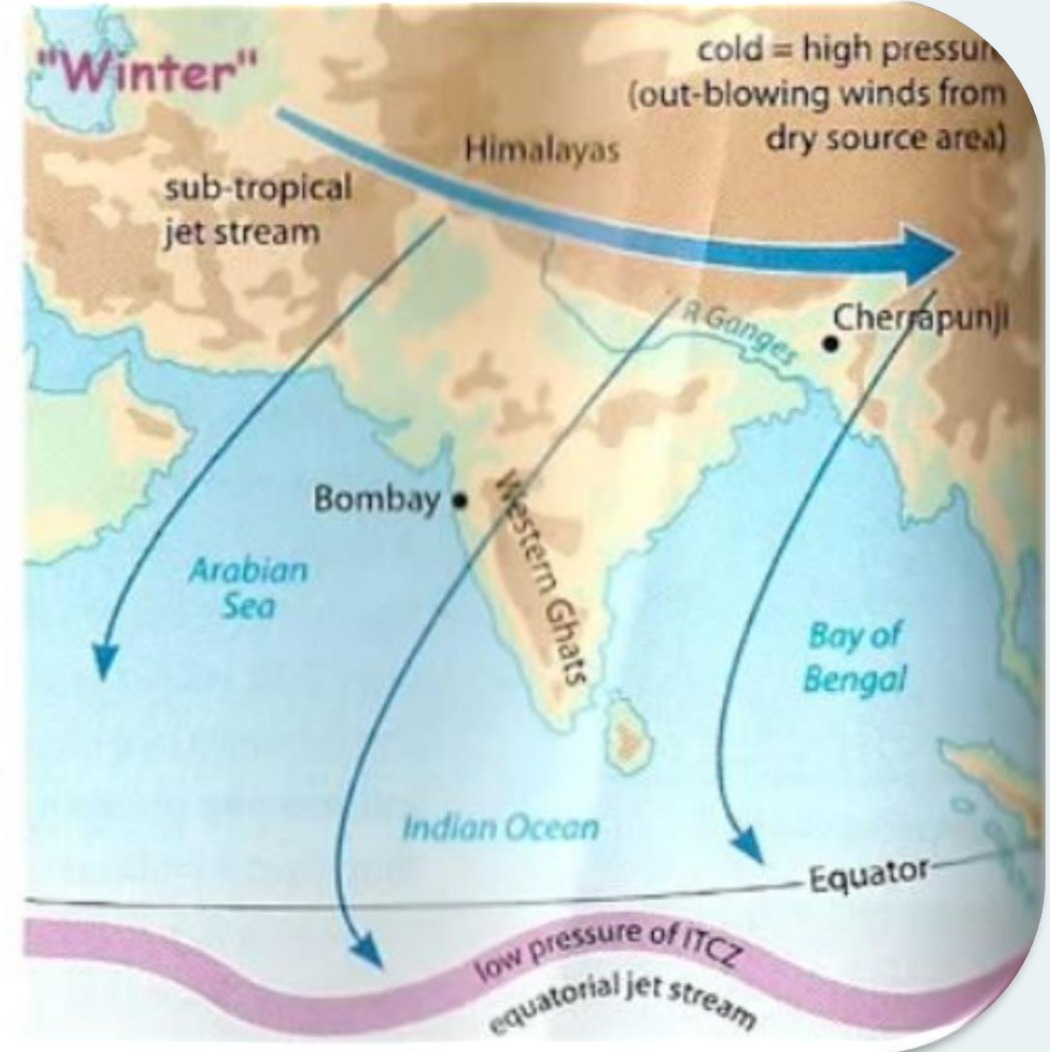 "Winter"
cold = high pressur
(out-blowing winds from
dry source area)
Himalayas
sub-tropical
jet stream
R Ganges
Cherrapunji
Bombay
Western Ghats
Arabian
Sea
Bay of
Bengal
Indian Ocean
Equator
low pressure of ITCZ
equatorial jet stream